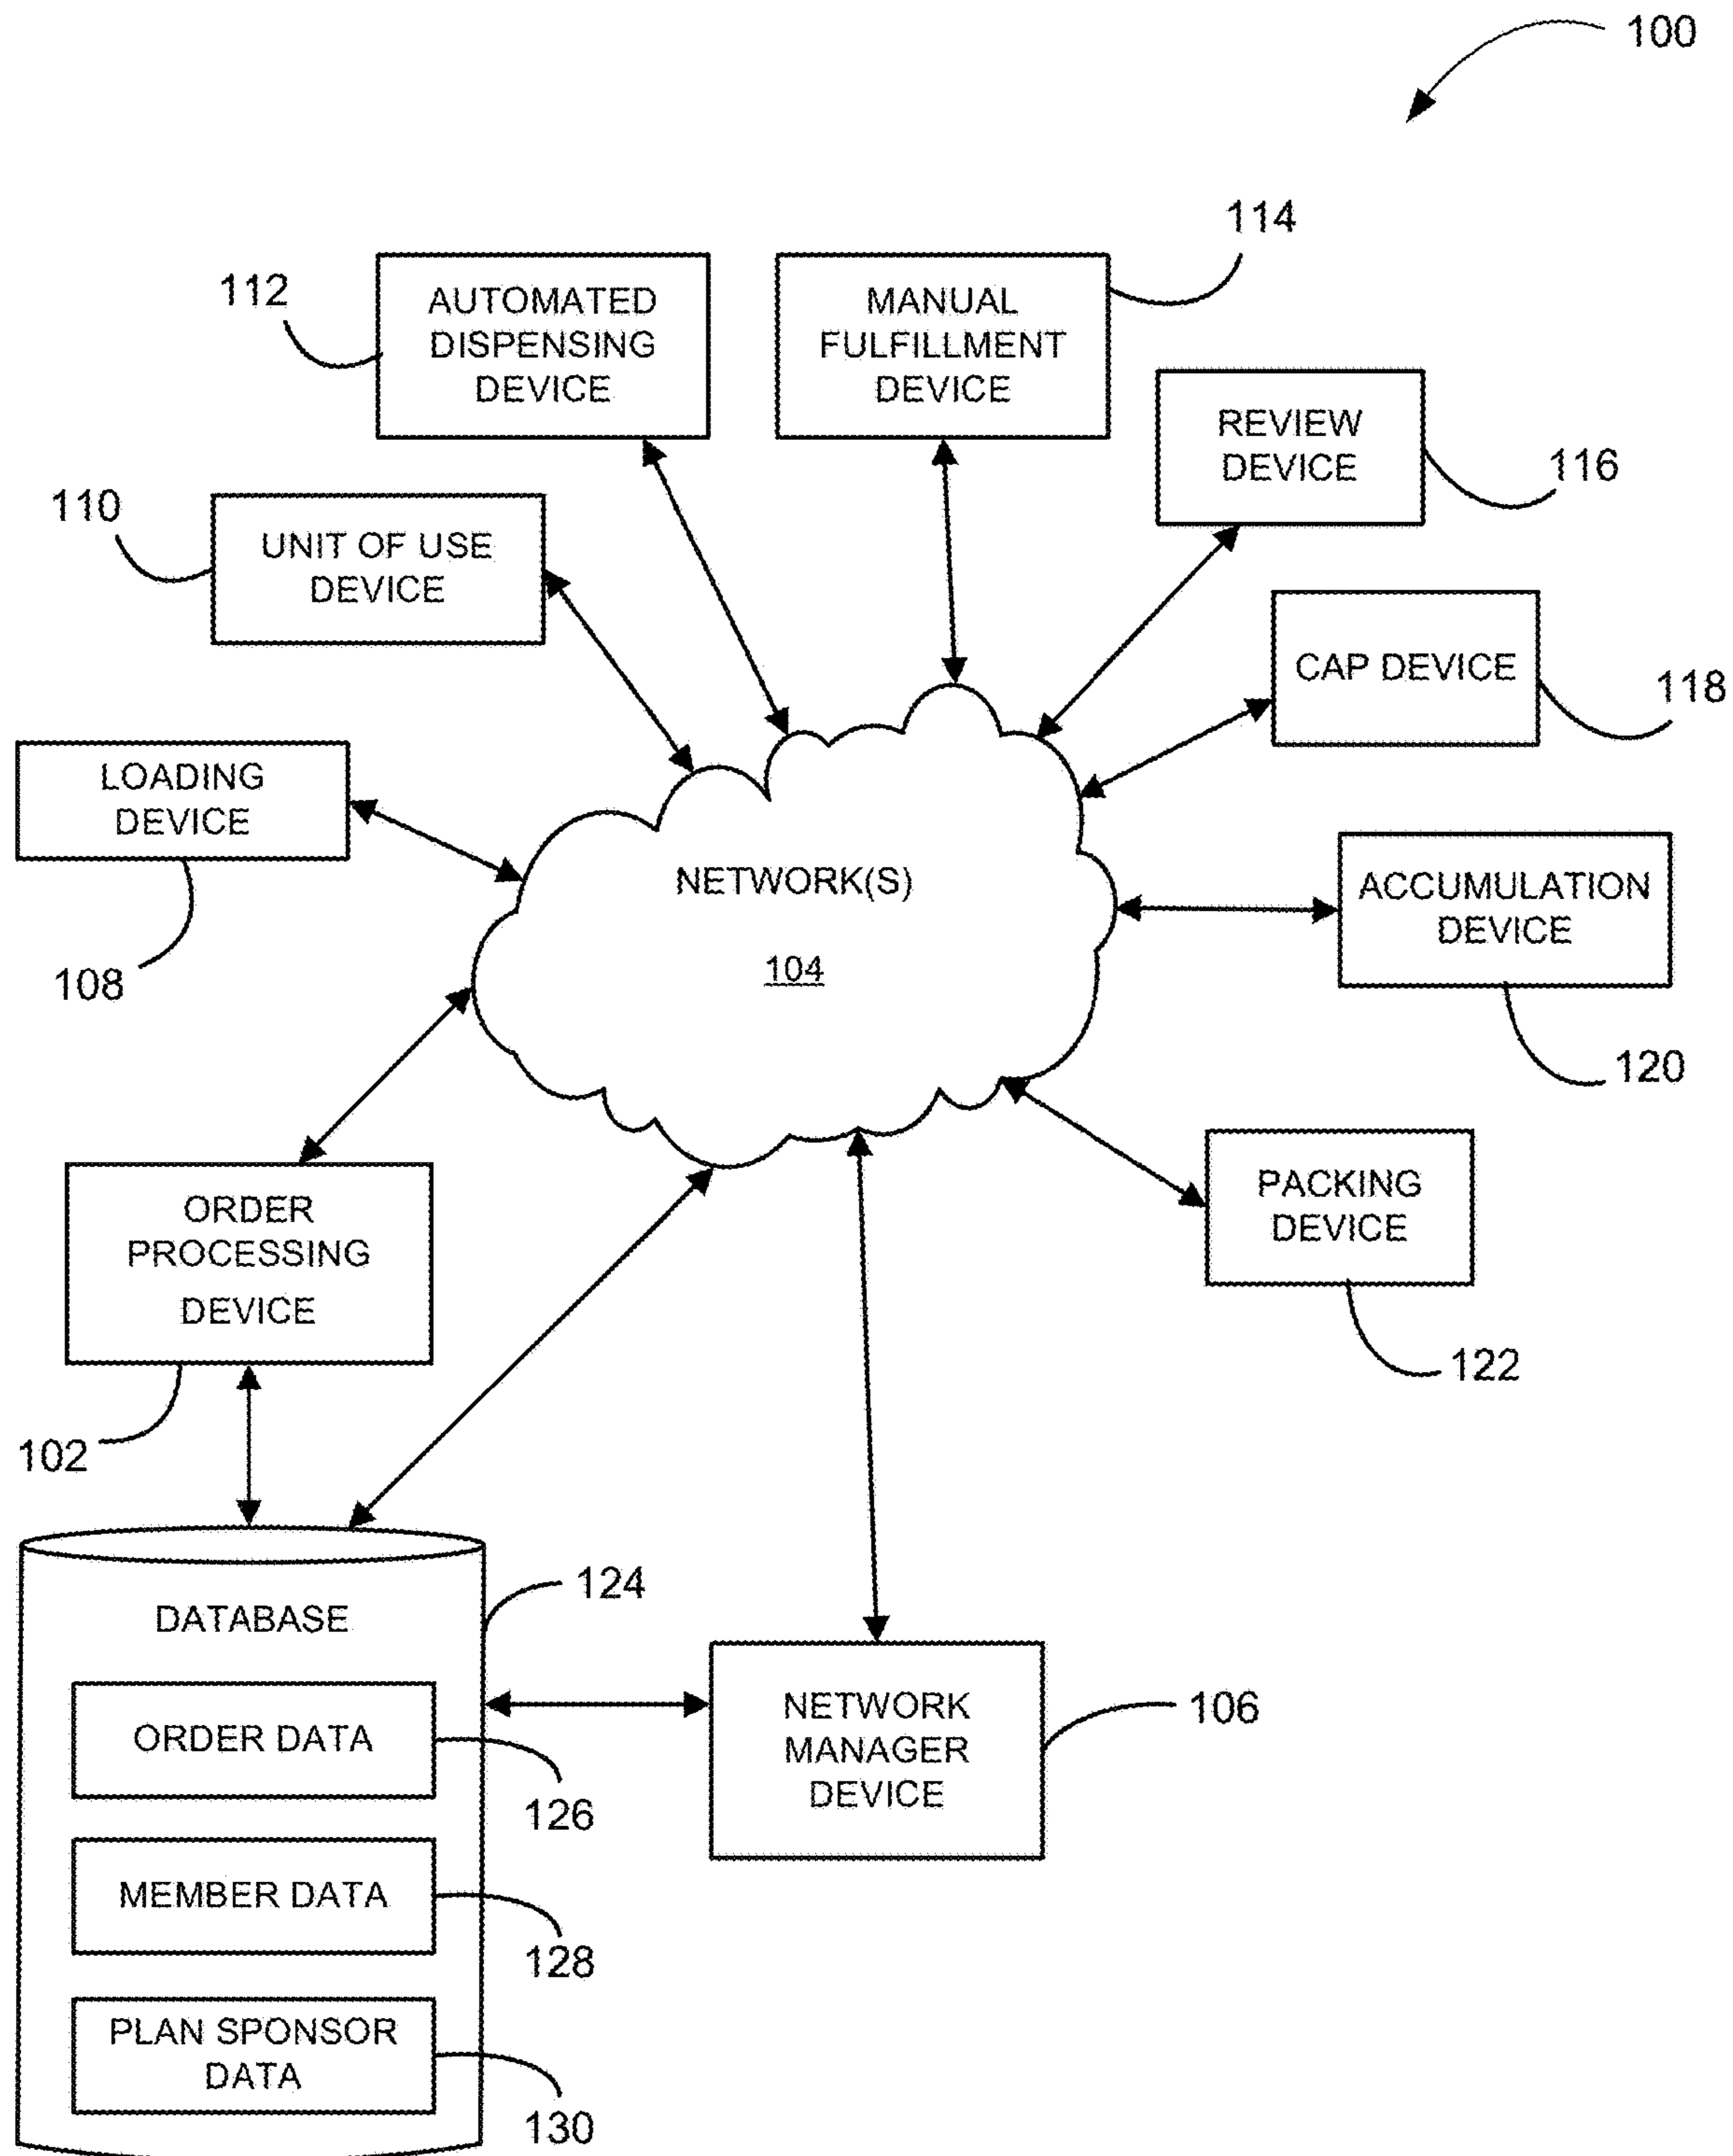 100
114
112
AUTOMATED
DISPENSING
DEVICE
MANUAL
FULFILLMENT
DEVICE
REVIEW
DEVICE
116
110
UNIT OF USE
DEVICE
CAP DEVICE
118
LOADING
DEVICE
108
NETWORK(S)
104
ACCUMULATION
DEVICE
120
ORDER
PROCESSING
DEVICE
102
PACKING
DEVICE
122
DATABASE
124
ORDER DATA
126
MEMBER DATA
128
PLAN SPONSOR
DATA
130
NETWORK
MANAGER
DEVICE
106